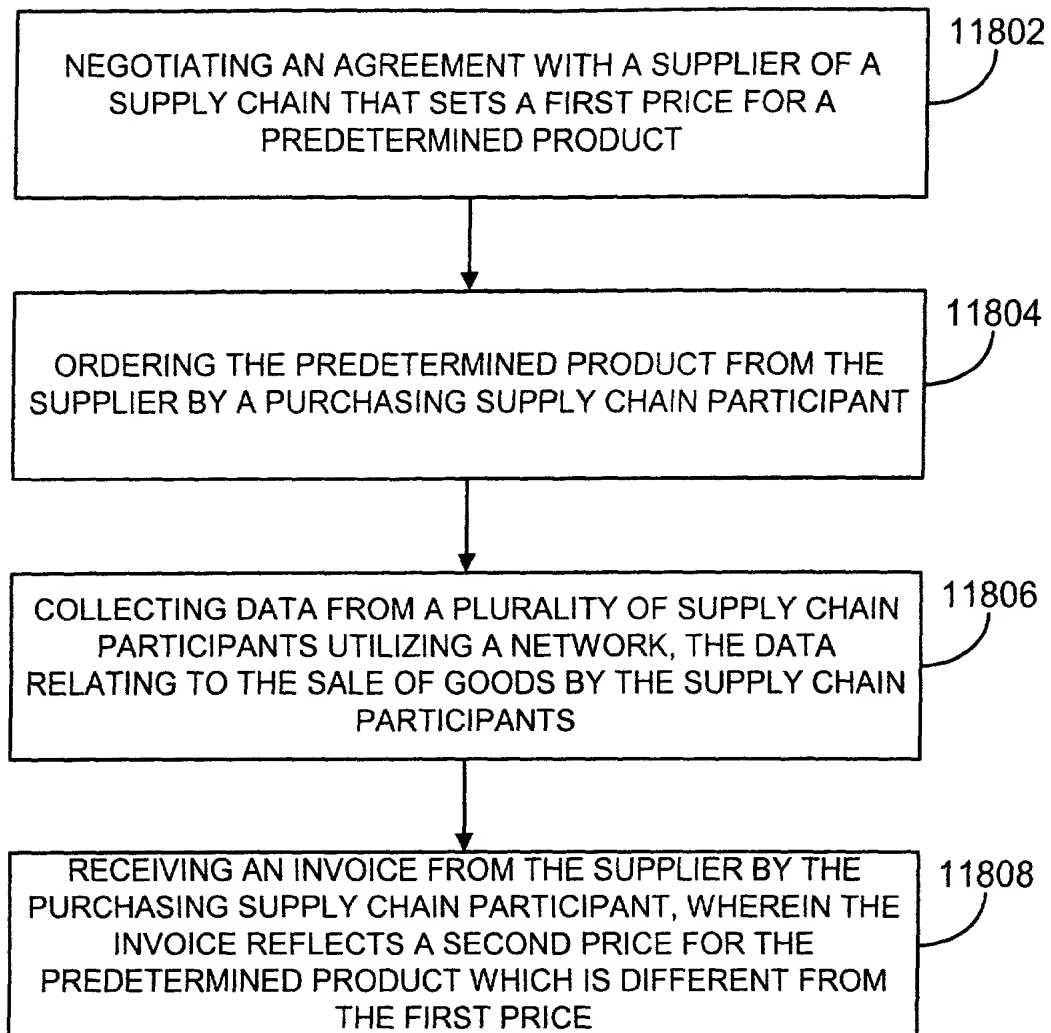 11802
NEGOTIATING AN AGREEMENT WITH A SUPPLIER OF A
SUPPLY CHAIN THAT SETS A FIRST PRICE FOR A
PREDETERMINED PRODUCT
11804
ORDERING THE PREDETERMINED PRODUCT FROM THE
SUPPLIER BY A PURCHASING SUPPLY CHAIN PARTICIPANT
11806
COLLECTING DATA FROM A PLURALITY OF SUPPLY CHAIN
PARTICIPANTS UTILIZING A NETWORK, THE DATA
RELATING TO THE SALE OF GOODS BY THE SUPPLY CHAIN
PARTICIPANTS
11808
RECEIVING AN INVOICE FROM THE SUPPLIER BY THE
PURCHASING SUPPLY CHAIN PARTICIPANT, WHEREIN THE
INVOICE REFLECTS A SECOND PRICE FOR THE
PREDETERMINED PRODUCT WHICH IS DIFFERENT FROM
THE FIRST PRICE